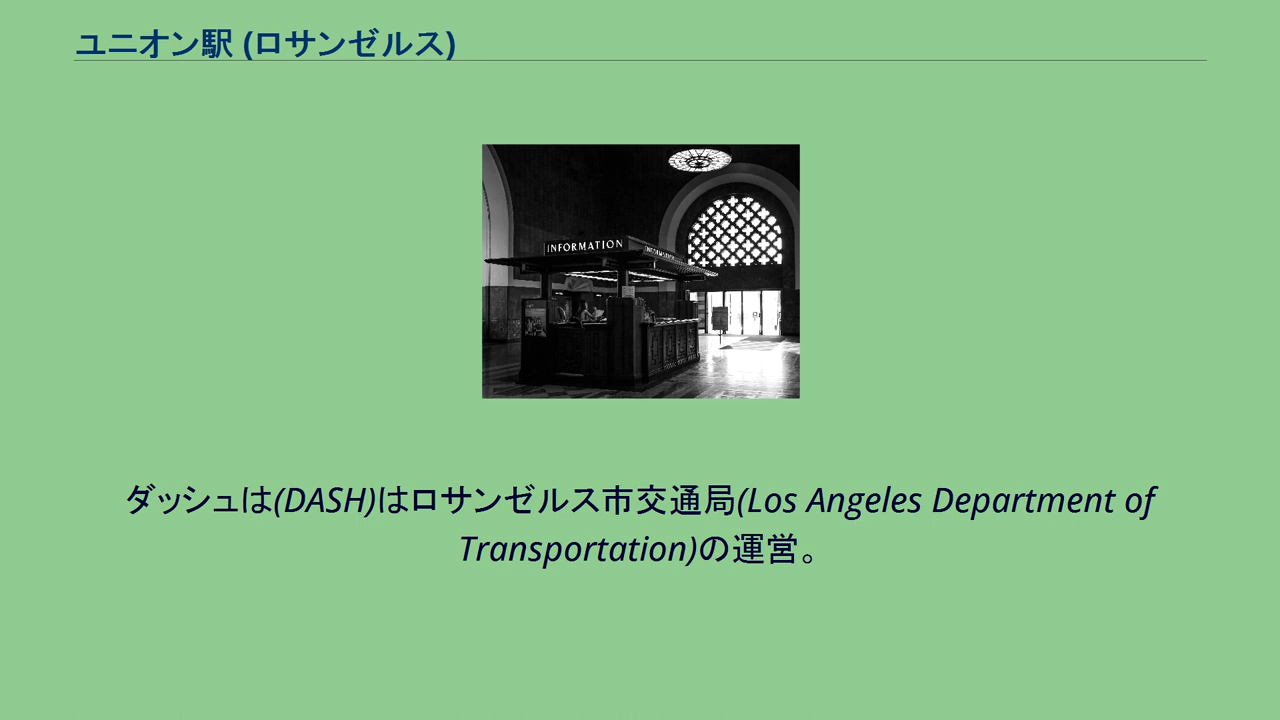 ユニオン駅 (ロサンゼルス)
INFORMATION
ダッシュは(DASH)はロサンゼルス市交通局(Los Angeles Department of
Transportation)の運営。